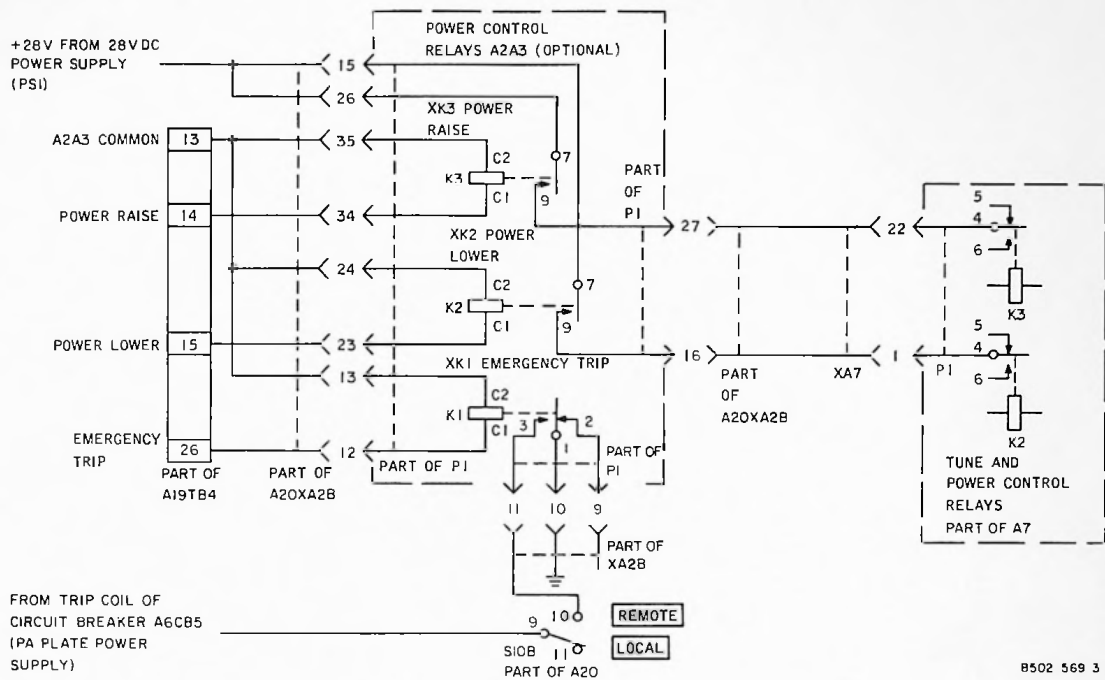 POWER CONTROL
RELAYS A2A3 (OPTIONAL)
+28V FROM 28VDC
POWER SUPPLY
(PS1)
15
26
XK3 POWER
RAISE
A2A3 COMMON
13
35
C2
7
K3
C1
9
PART
OF
P1
POWER RAISE
14
34
27
22
5
4
6
K3
XK2 POWER
LOWER
24
C2
7
K2
C1
9
POWER LOWER
15
23
16
1
5
4
6
K2
P1
XK1 EMERGENCY TRIP
PART
OF
A20XA2B
XA7
13
C2
K1
C1
3
2
1
EMERGENCY
TRIP
26
12
PART OF P1
PART OF
P1
PART OF
A19TB4
PART OF
A20XA2B
TUNE AND
POWER CONTROL
RELAYS
PART OF A7
11
10
9
PART OF
XA2B
FROM TRIP COIL OF
CIRCUIT BREAKER A6CB5
(PA PLATE POWER
SUPPLY)
9
10
REMOTE
S10B
11
LOCAL
PART OF A20
8502 569 3